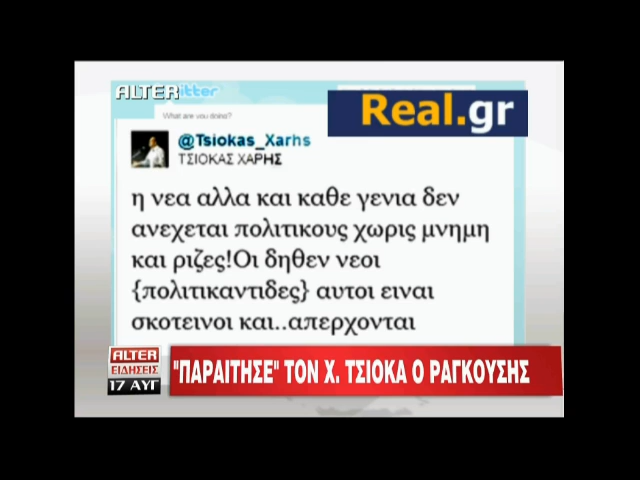 ALTER
itter
What are you doing?
Real.gr
@Tsiokas_Xarhs
ΤΣΙΟΚΑΣ ΧΑΡΗΣ
η νεα αλλα και καθε γενια δεν
ανεχεται πολιτικους χωρις μνημη
και ριζες!Οι δηθεν νεοι
{πολιτικαντιδες} αυτοι ειναι
σκοτεινοι και..απερχονται
ALTER
ΕΙΔΗΣΕΙΣ
17 ΑΥΓ
"ΠΑΡΑΙΤΗΣΕ" ΤΟΝ Χ. ΤΣΙΟΚΑ Ο ΡΑΓΚΟΥΣΗΣ